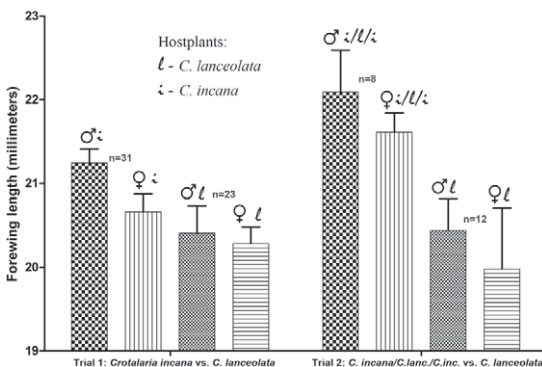 23
22
21
20
19
Forewing length (millimeters)
Hostplants:
l - C. lanceolata
i - C. incana
♂i
n=31
♀i
♂l
n=23
♀l
♂i/l/i
n=8
♀i/l/i
♂l
n=12
♀l
Trial 1: Crotalaria incana vs. C. lanceolata
Trial 2: C. incana/C.lanc./C.inc. vs. C. lanceolata